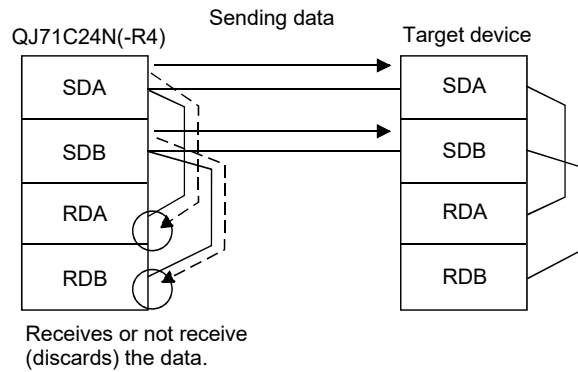 Sending data
QJ71C24N(-R4)
Target device
SDA
SDA
SDB
SDB
RDA
RDA
RDB
RDB
Receives or not receive
(discards) the data.